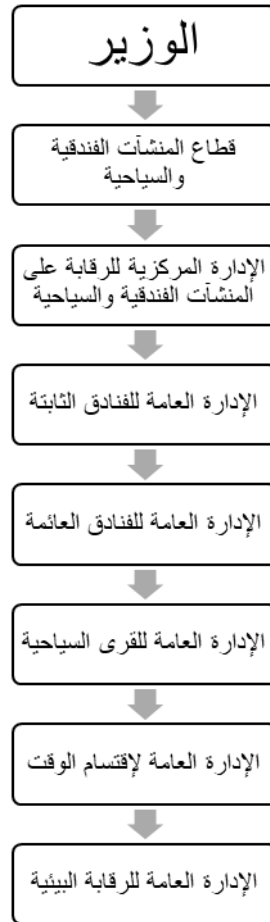 الوزير
قطاع المنشآت الفندقية
والسياحية
الإدارة المركزية للرقابة على
المنشآت الفندقية والسياحية
الإدارة العامة للفنادق الثابتة
الإدارة العامة للفنادق العائمة
الإدارة العامة للقرى السياحية
الإدارة العامة لإقتسام الوقت
الإدارة العامة للرقابة البيئية